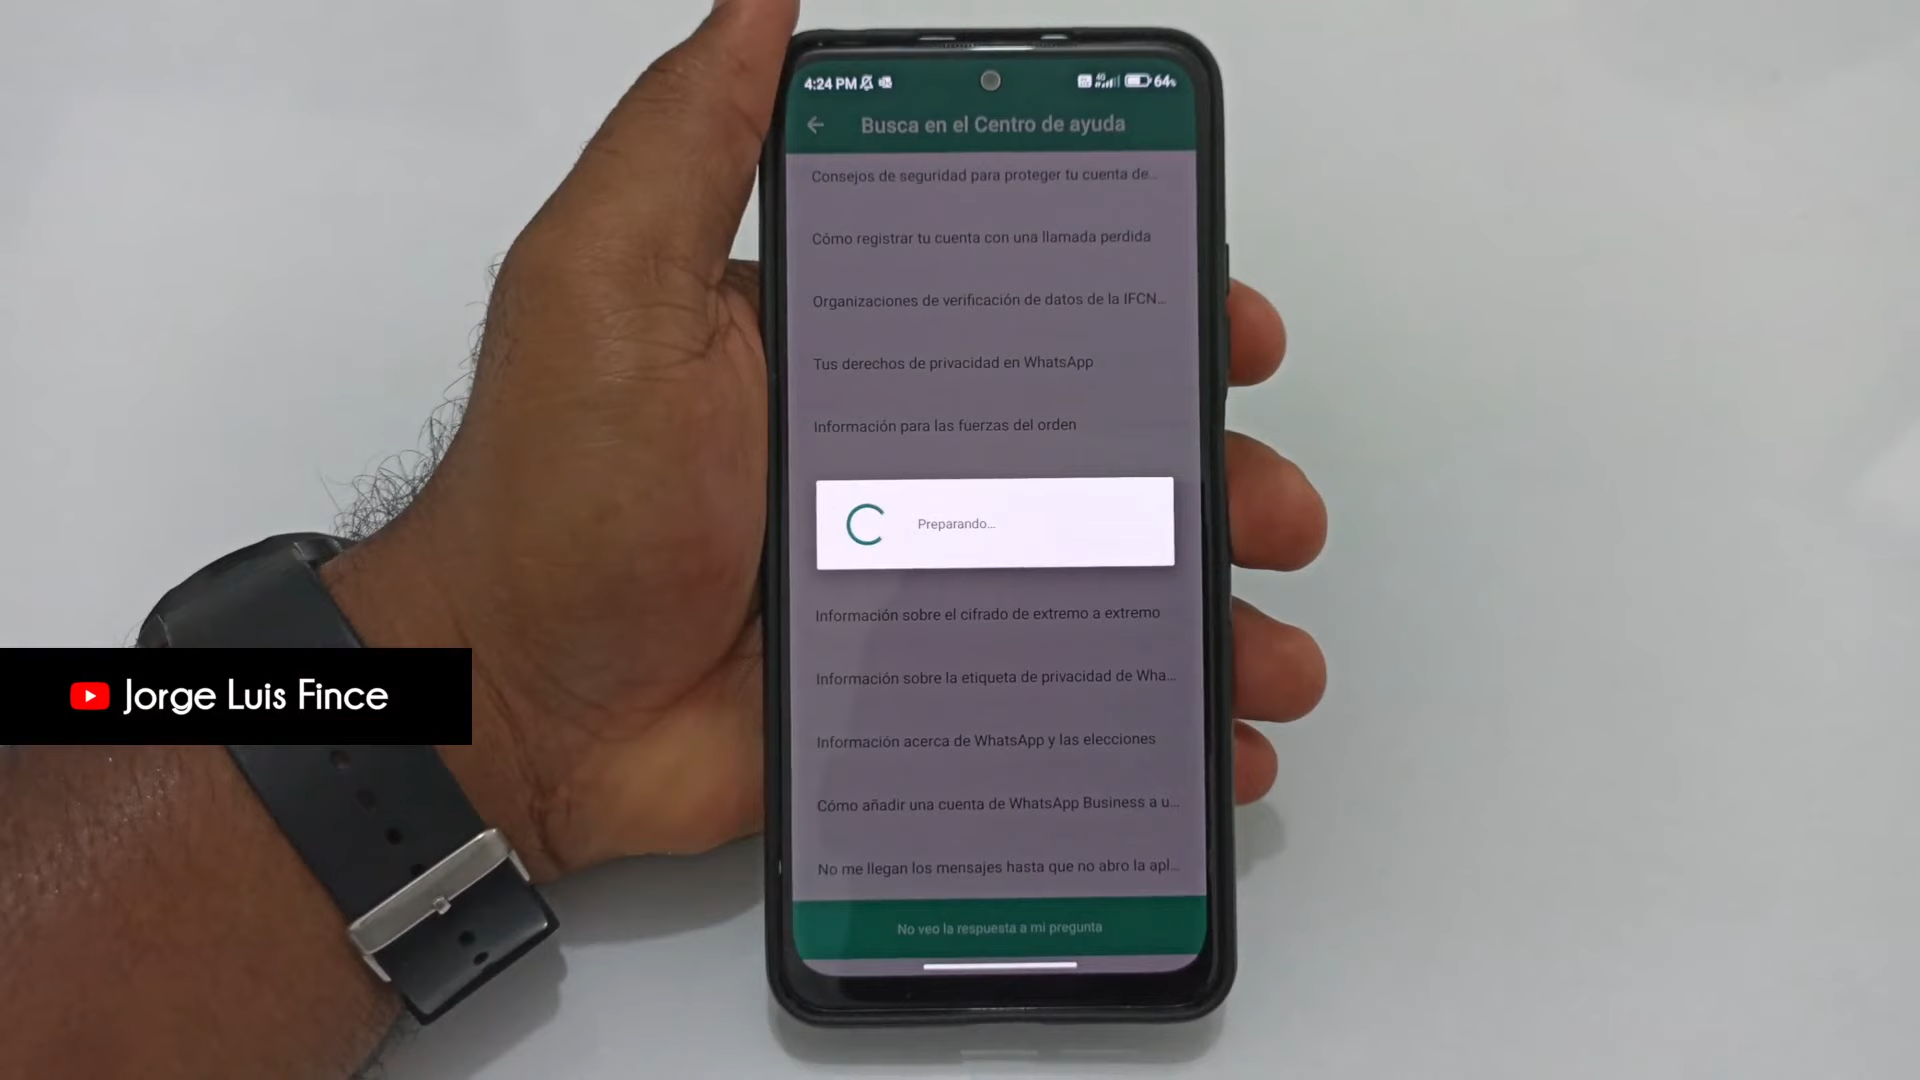 4:24 PM
4G
64%
Busca en el Centro de ayuda
Consejos de seguridad para proteger tu cuenta de...
Cómo registrar tu cuenta con una llamada perdida
Organizaciones de verificación de datos de la IFCN...
Tus derechos de privacidad en WhatsApp
Información para las fuerzas del orden
Preparando...
Información sobre el cifrado de extremo a extremo
Información sobre la etiqueta de privacidad de Wha...
Información acerca de WhatsApp y las elecciones
Cómo añadir una cuenta de WhatsApp Business a u...
No me llegan los mensajes hasta que no abro la apl...
No veo la respuesta a mi pregunta
Jorge Luis Fince